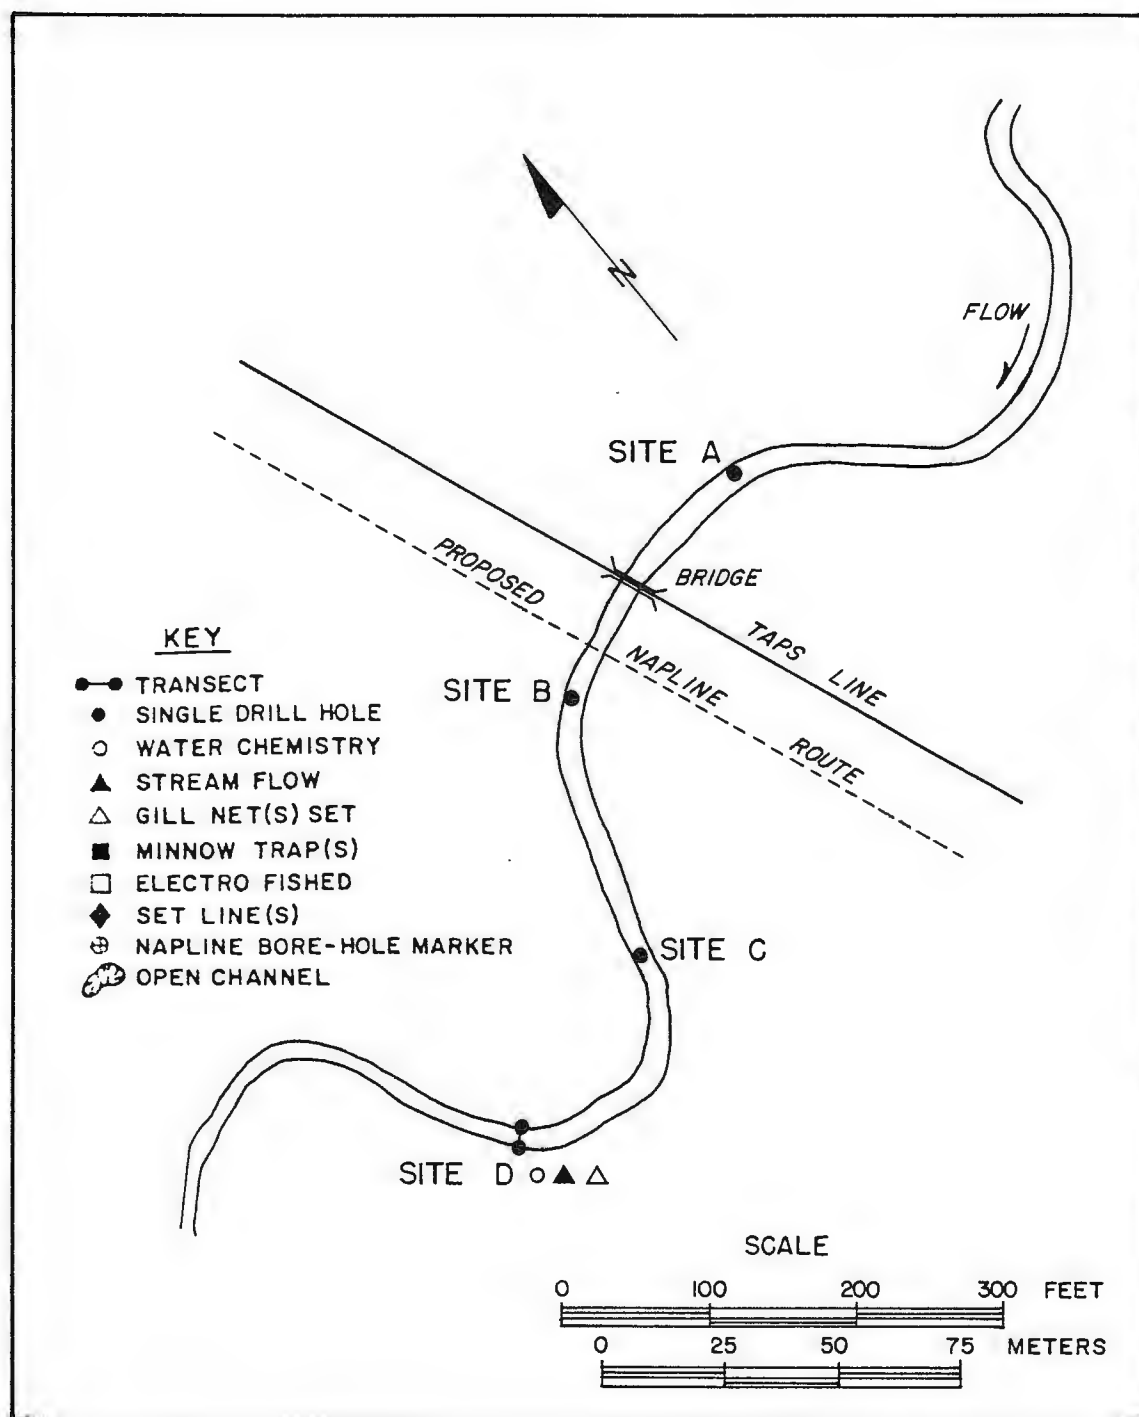 N
FLOW
SITE A
BRIDGE
PROPOSED NAPLINE ROUTE
TAPS LINE
SITE B
KEY
TRANSECT
SINGLE DRILL HOLE
WATER CHEMISTRY
STREAM FLOW
GILL NET(S) SET
MINNOW TRAP(S)
ELECTRO FISHED
SET LINE(S)
NAPLINE BORE-HOLE MARKER
OPEN CHANNEL
SITE C
SITE D
SCALE
0 100 200 300 FEET
0 25 50 75 METERS